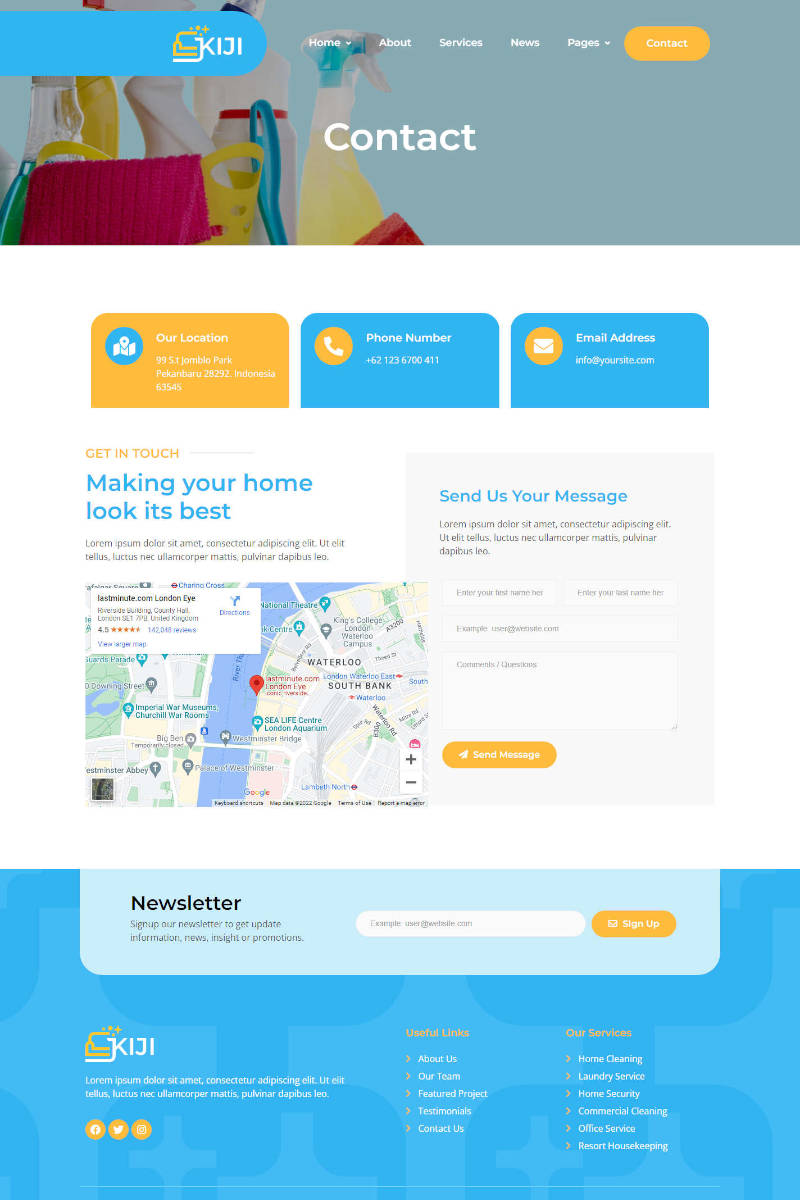 KIJI
Home
About
Services
News
Pages
Contact
Contact
Our Location
99 S.t Jomblo Park
Pekanbaru 28292. Indonesia
63545
Phone Number
+62 123 6700 411
Email Address
info@yoursite.com
GET IN TOUCH
Making your home
look its best
Lorem ipsum dolor sit amet, consectetur adipiscing elit. Ut elit
tellus, luctus nec ullamcorper mattis, pulvinar dapibus leo.
Charing Cross
lastminute.com London Eye
Riverside Building, County Hall,
London SE1 7PB, United Kingdom
4.5
142,048 reviews
View larger map
Directions
National Theatre
King's College
London
Waterloo
Campus
WATERLOO
SOUTH BANK
London Waterloo East
Waterloo
lastminute.com
London Eye
Iconic, riverside
SEA LIFE Centre
London Aquarium
Westminster Bridge
Guards Parade
10 Downing Street
Imperial War Museums,
Churchill War Rooms
Big Ben
Temporarily closed
Palace of Westminster
estminster Abbey
Lambeth North
Google
Keyboard shortcuts
Map data ©2022 Google
Terms of Use
Report a map error
Send Us Your Message
Lorem ipsum dolor sit amet, consectetur adipiscing elit.
Ut elit tellus, luctus nec ullamcorper mattis, pulvinar
dapibus leo.
Enter your first name her
Enter your last name her
Example: user@website.com
Comments / Questions
Send Message
Newsletter
Signup our newsletter to get update
information, news, insight or promotions.
Example: user@website.com
Sign Up
KIJI
Lorem ipsum dolor sit amet, consectetur adipiscing elit. Ut elit
tellus, luctus nec ullamcorper mattis, pulvinar dapibus leo.
Useful Links
About Us
Our Team
Featured Project
Testimonials
Contact Us
Our Services
Home Cleaning
Laundry Service
Home Security
Commercial Cleaning
Office Service
Resort Housekeeping